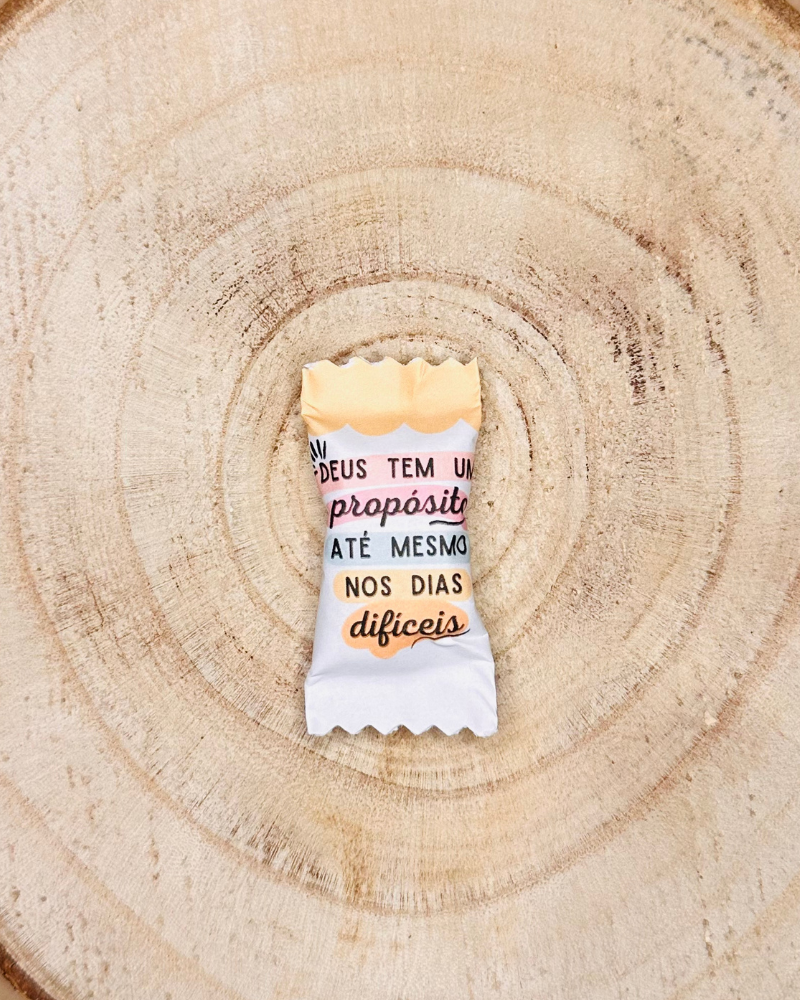 DEUS TEM UM
propósito
ATÉ MESMO
NOS DIAS
difíceis